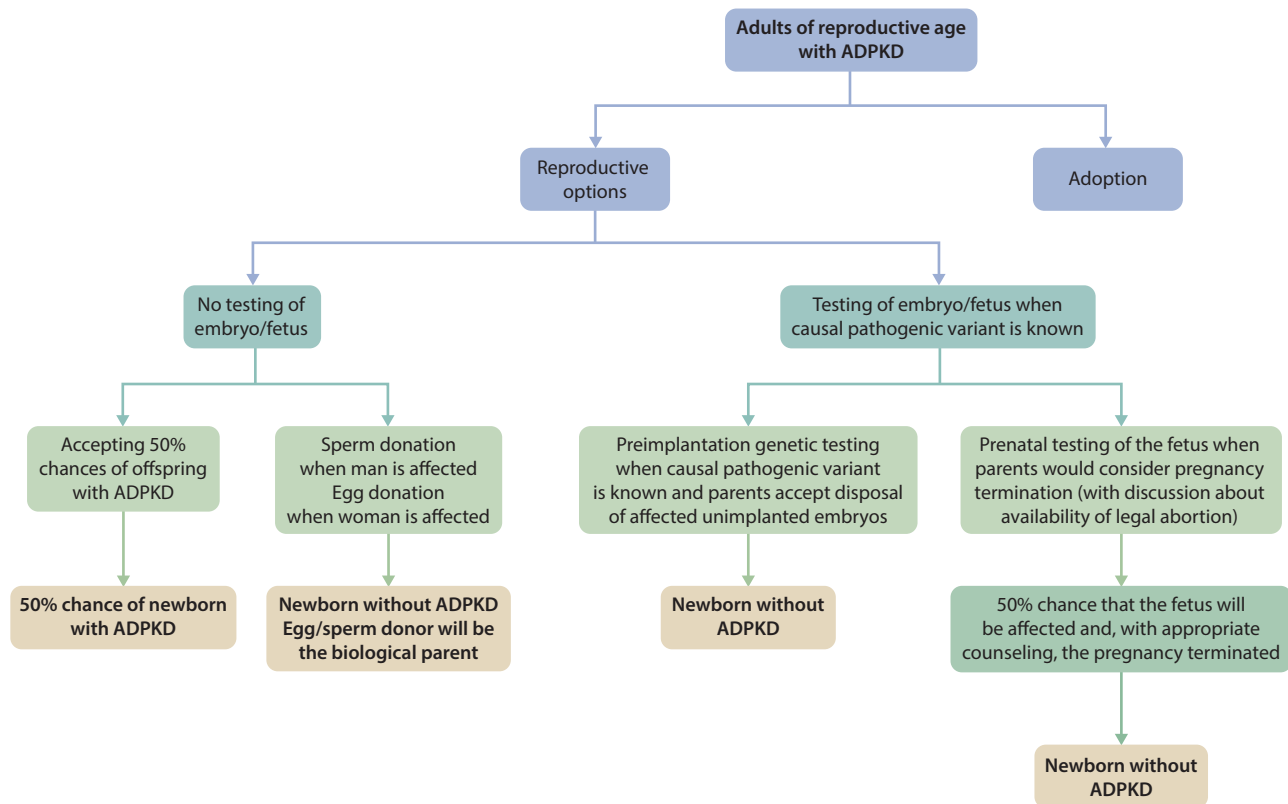 Adults of reproductive age
with ADPKD
Reproductive
options
Adoption
No testing of
embryo/fetus
Testing of embryo/fetus when
causal pathogenic variant is known
Accepting 50%
chances of offspring
with ADPKD
Sperm donation
when man is affected
Egg donation
when woman is affected
Preimplantation genetic testing
when causal pathogenic variant
is known and parents accept disposal
of affected unimplanted embryos
Prenatal testing of the fetus when
parents would consider pregnancy
termination (with discussion about
availability of legal abortion)
50% chance of newborn
with ADPKD
Newborn without ADPKD
Egg/sperm donor will be
the biological parent
Newborn without
ADPKD
50% chance that the fetus will
be affected and, with appropriate
counseling, the pregnancy terminated
Newborn without
ADPKD